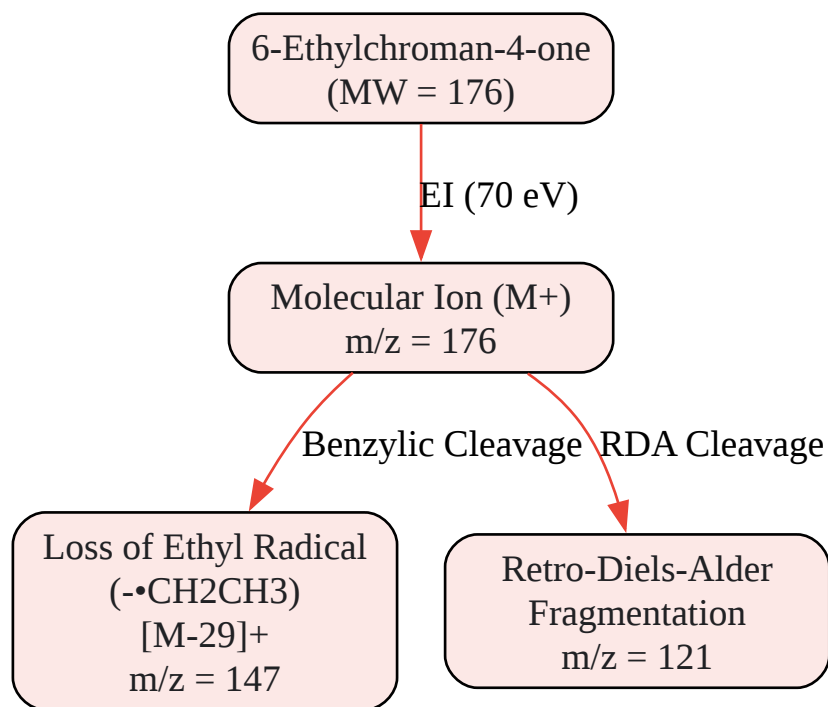 6-Ethylchroman-4-one
(MW = 176)
EI (70 eV)
Molecular Ion (M+)
m/z = 176
Benzylic Cleavage
RDA Cleavage
Loss of Ethyl Radical
(-•CH2CH3)
[M-29]+
m/z = 147
Retro-Diels-Alder
Fragmentation
m/z = 121